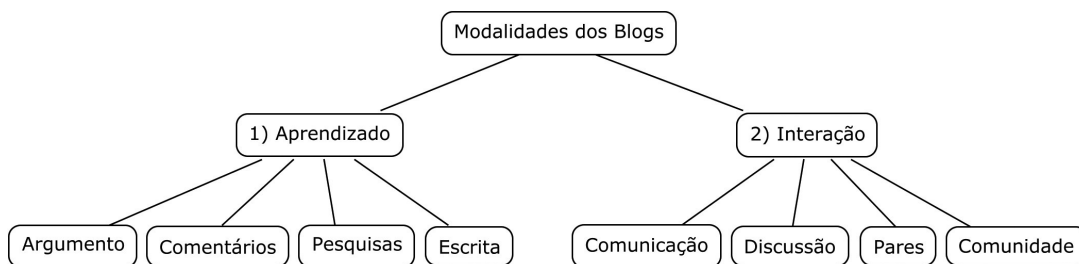 Modalidades dos Blogs
1) Aprendizado
2) Interação
Argumento
Comentários
Pesquisas
Escrita
Comunicação
Discussão
Pares
Comunidade